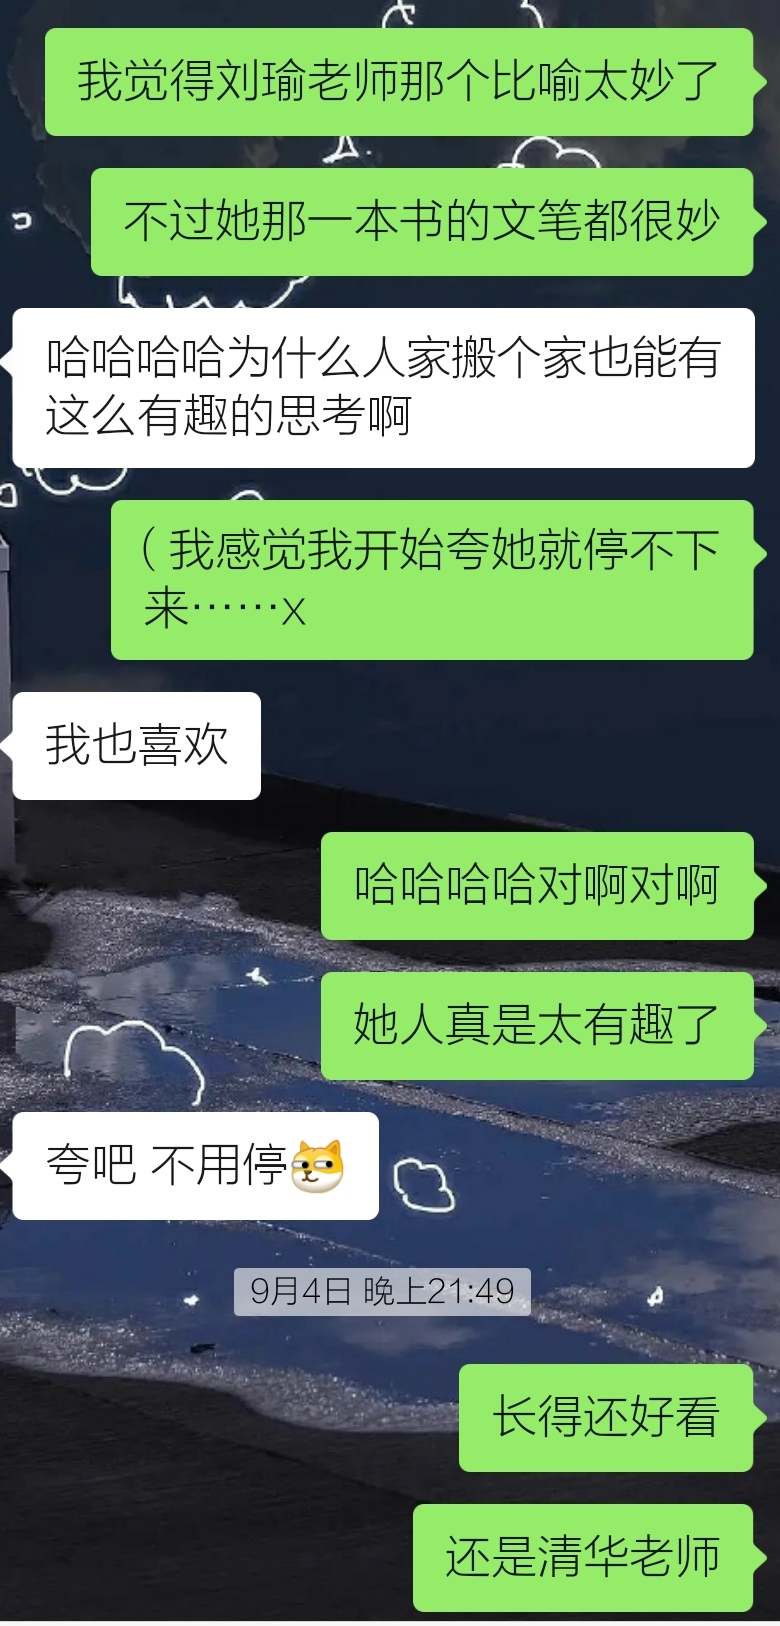 我觉得刘瑜老师那个比喻太妙了
不过她那一本书的文笔都很妙
哈哈哈哈为什么人家搬个家也能有
这么有趣的思考啊
（我感觉我开始夸她就停不下
来……x
我也喜欢
哈哈哈哈对啊对啊
她人真是太有趣了
夸吧 不用停
9月4日 晚上21:49
长得还好看
还是清华老师